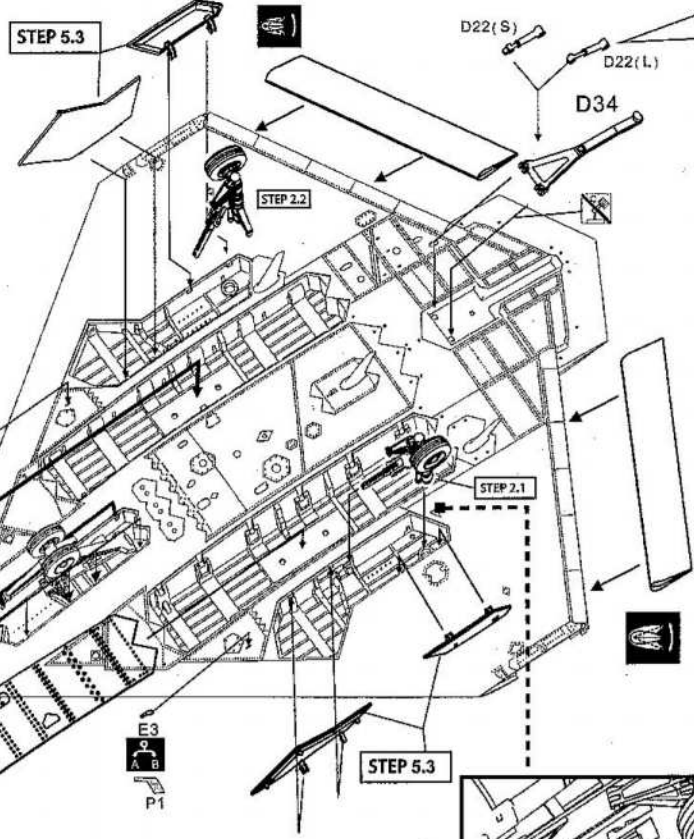 STEP 5.3
D22(S)
D22(L)
D34
STEP 2.2
STEP 2.1
E3
A B
P1
STEP 5.3